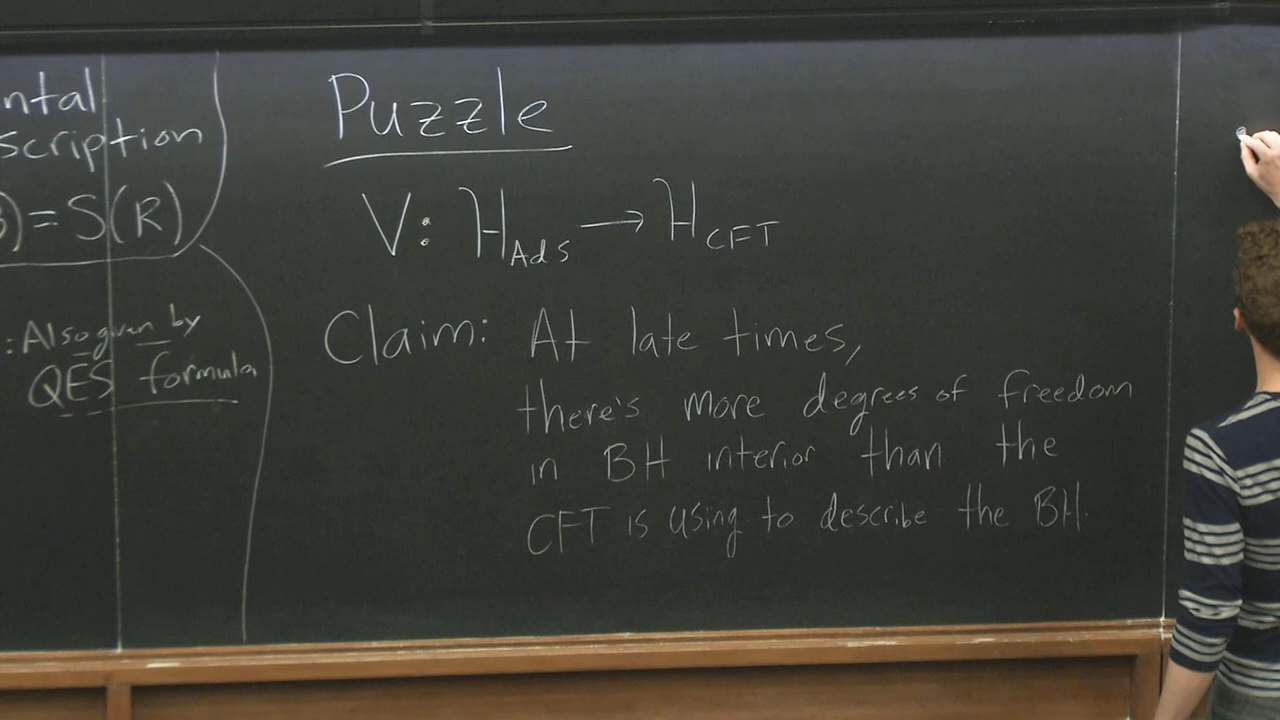 ntal
scription
) = S(R)
: Also given by
QES formula
Puzzle
V: H_AdS → H_CFT
Claim: At late times,
there's more degrees of freedom
in BH interior than the
CFT is using to describe the BH.